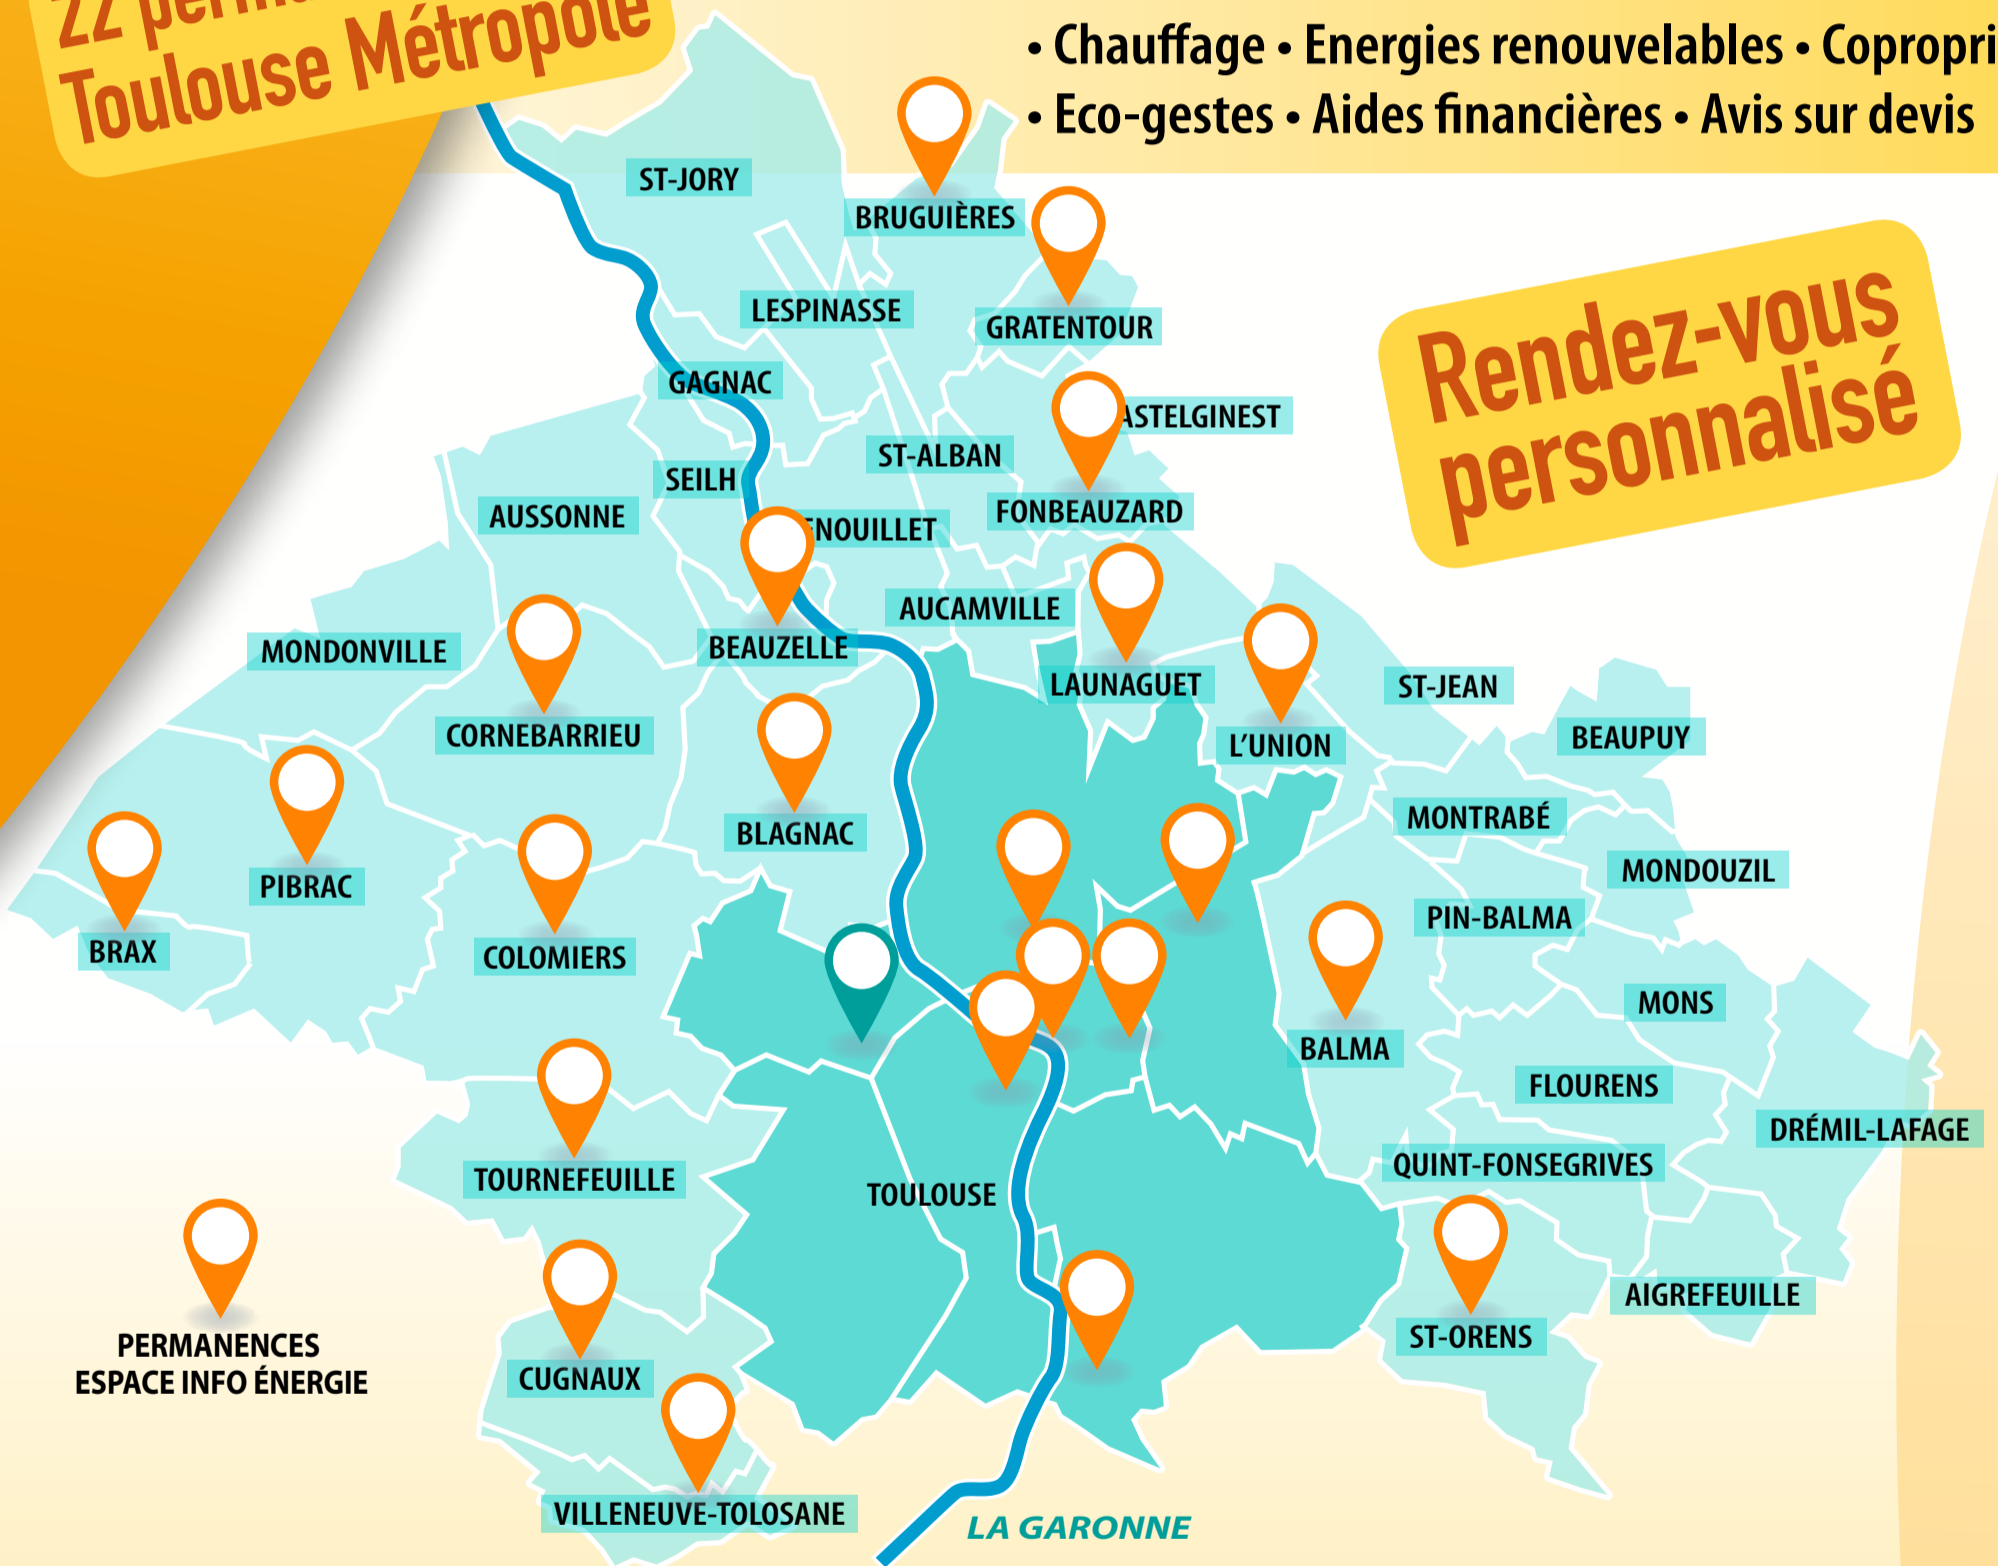 22
Toulouse Métropole
• Chauffage • Energies renouvelables •
• Eco-gestes • Aides financières • Avis sur devis
Rendez-vous
personnalisé
ST-JORY
BRUGUIÈRES
LESPINASSE
GRATENTOUR
GAGNAC
ASTELGINEST
ST-ALBAN
SEILH
FONBEAUZARD
AUSSONNE
ENOUILLET
AUCAMVILLE
MONDONVILLE
BEAUZELLE
LAUNAGUET
ST-JEAN
CORNEBARRIEU
L'UNION
BEAUPUY
BLAGNAC
MONTRABÉ
MONDOUZIL
PIBRAC
PIN-BALMA
BRAX
COLOMIERS
MONS
BALMA
FLOURENS
DRÉMIL-LAFAGE
QUINT-FONSEGRIVES
TOURNEFEUILLE
TOULOUSE
AIGREFEUILLE
ST-ORENS
PERMANENCES
ESPACE INFO ÉNERGIE
CUGNAUX
VILLENEUVE-TOLOSANE
LA GARONNE